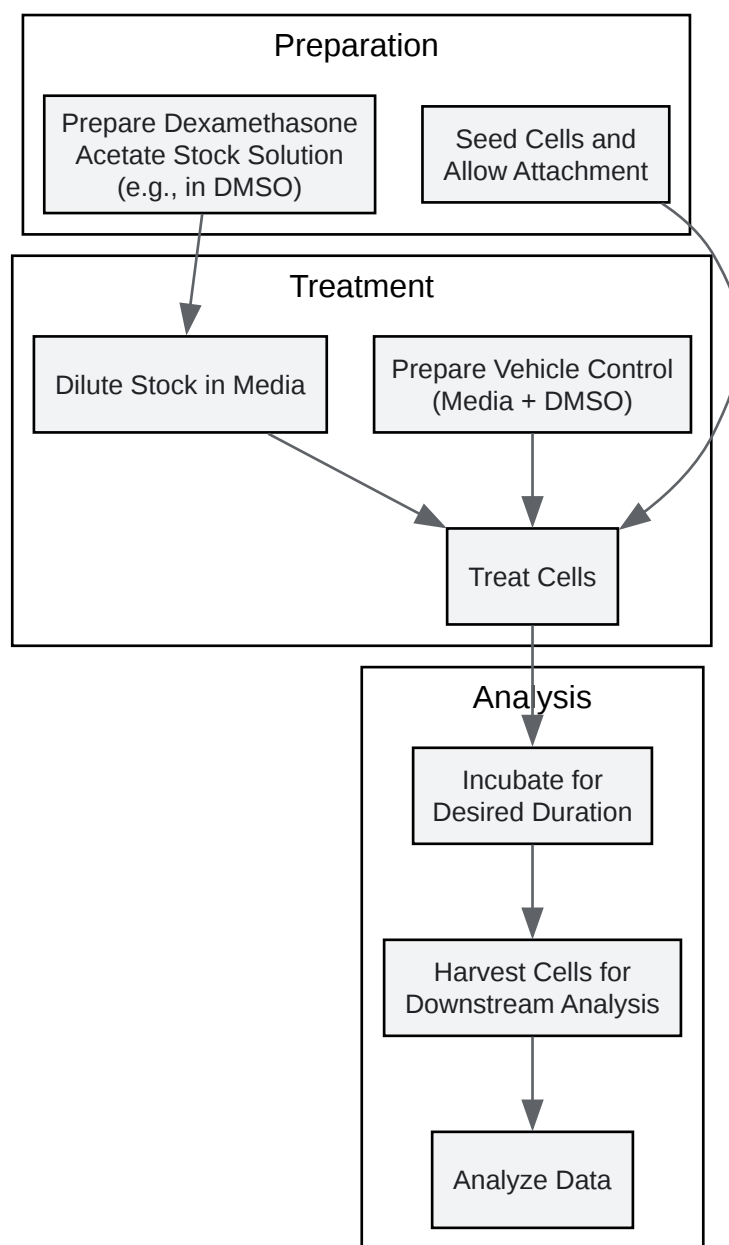 Preparation
Prepare Dexamethasone
Acetate Stock Solution
(e.g., in DMSO)
Seed Cells and
Allow Attachment
Treatment
Dilute Stock in Media
Prepare Vehicle Control
(Media + DMSO)
Treat Cells
Analysis
Incubate for
Desired Duration
Harvest Cells for
Downstream Analysis
Analyze Data